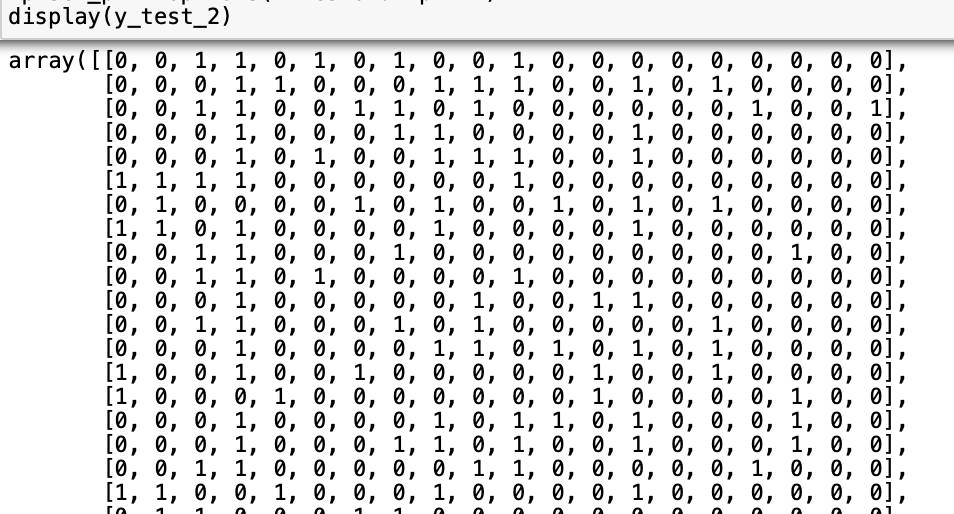 display(y_test_2)
array([[0, 0, 1, 1, 0, 1, 0, 1, 0, 0, 1, 0, 0, 0, 0, 0, 0, 0, 0, 0],
[0, 0, 0, 1, 1, 0, 0, 0, 1, 1, 1, 0, 0, 1, 0, 1, 0, 0, 0, 0],
[0, 0, 1, 1, 0, 0, 1, 1, 0, 1, 0, 0, 0, 0, 0, 0, 1, 0, 0, 1],
[0, 0, 0, 1, 0, 0, 0, 1, 1, 0, 0, 0, 0, 1, 0, 0, 0, 0, 0, 0],
[0, 0, 0, 1, 0, 1, 0, 0, 1, 1, 1, 0, 0, 1, 0, 0, 0, 0, 0, 0],
[1, 1, 1, 1, 0, 0, 0, 0, 0, 0, 1, 0, 0, 0, 0, 0, 0, 0, 0, 0],
[0, 1, 0, 0, 0, 0, 1, 0, 1, 0, 0, 1, 0, 1, 0, 1, 0, 0, 0, 0],
[1, 1, 0, 1, 0, 0, 0, 0, 1, 0, 0, 0, 0, 1, 0, 0, 0, 0, 0, 0],
[0, 0, 1, 1, 0, 0, 0, 1, 0, 0, 0, 0, 0, 0, 0, 0, 0, 1, 0, 0],
[0, 0, 1, 1, 0, 1, 0, 0, 0, 0, 1, 0, 0, 0, 0, 0, 0, 0, 0, 0],
[0, 0, 0, 1, 0, 0, 0, 0, 0, 1, 0, 0, 1, 1, 0, 0, 0, 0, 0, 0],
[0, 0, 1, 1, 0, 0, 0, 1, 0, 1, 0, 0, 0, 0, 0, 1, 0, 0, 0, 0],
[0, 0, 0, 1, 0, 0, 0, 0, 1, 1, 0, 1, 0, 1, 0, 1, 0, 0, 0, 0],
[1, 0, 0, 1, 0, 0, 1, 0, 0, 0, 0, 0, 1, 0, 0, 1, 0, 0, 0, 0],
[1, 0, 0, 0, 1, 0, 0, 0, 0, 0, 0, 0, 1, 0, 0, 0, 0, 1, 0, 0],
[0, 0, 0, 1, 0, 0, 0, 0, 1, 0, 1, 1, 0, 1, 0, 0, 0, 1, 0, 0],
[0, 0, 0, 1, 0, 0, 0, 1, 1, 0, 1, 0, 0, 1, 0, 0, 0, 1, 0, 0],
[0, 0, 1, 1, 0, 0, 0, 0, 0, 1, 1, 0, 0, 0, 0, 0, 1, 0, 0, 0],
[1, 1, 0, 0, 1, 0, 0, 0, 1, 0, 0, 0, 0, 1, 0, 0, 0, 0, 0, 0],